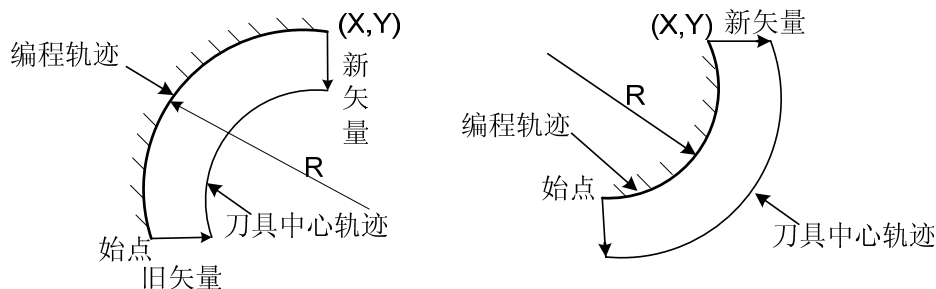 (X,Y)
编程轨迹
新
矢
量
R
刀具中心轨迹
始点
旧矢量
(X,Y)
新矢量
R
编程轨迹
始点
刀具中心轨迹